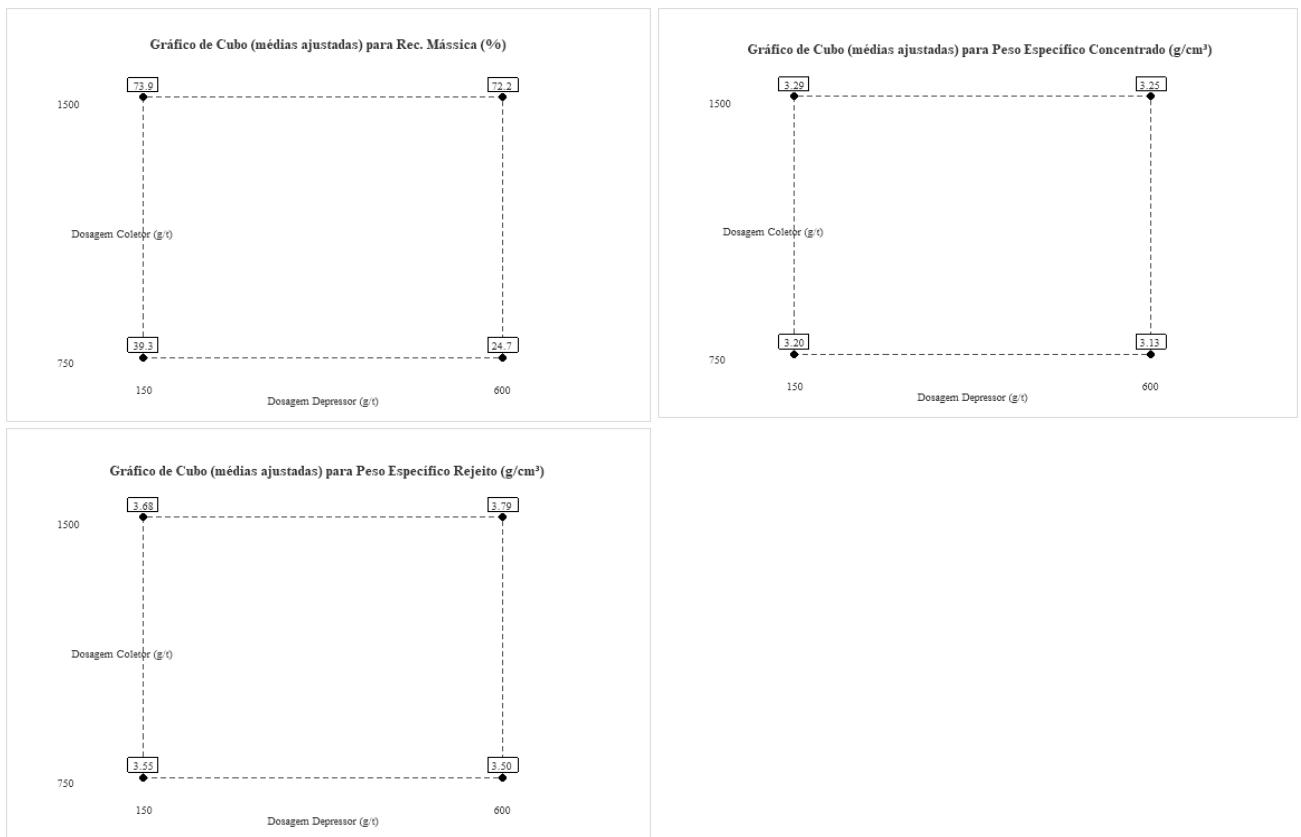 Gráfico de Cubo (médias ajustadas) para Rec. Mássica (%)
73.9
72.2
1500
Dosagem Coletor (g/t)
39.3
24.7
750
150
600
Dosagem Depressor (g/t)
Gráfico de Cubo (médias ajustadas) para Peso Específico Concentrado (g/cm³)
3.29
3.25
1500
Dosagem Coletor (g/t)
3.20
3.13
750
150
600
Dosagem Depressor (g/t)
Gráfico de Cubo (médias ajustadas) para Peso Específico Rejeito (g/cm³)
3.68
3.79
1500
Dosagem Coletor (g/t)
3.55
3.50
750
150
600
Dosagem Depressor (g/t)